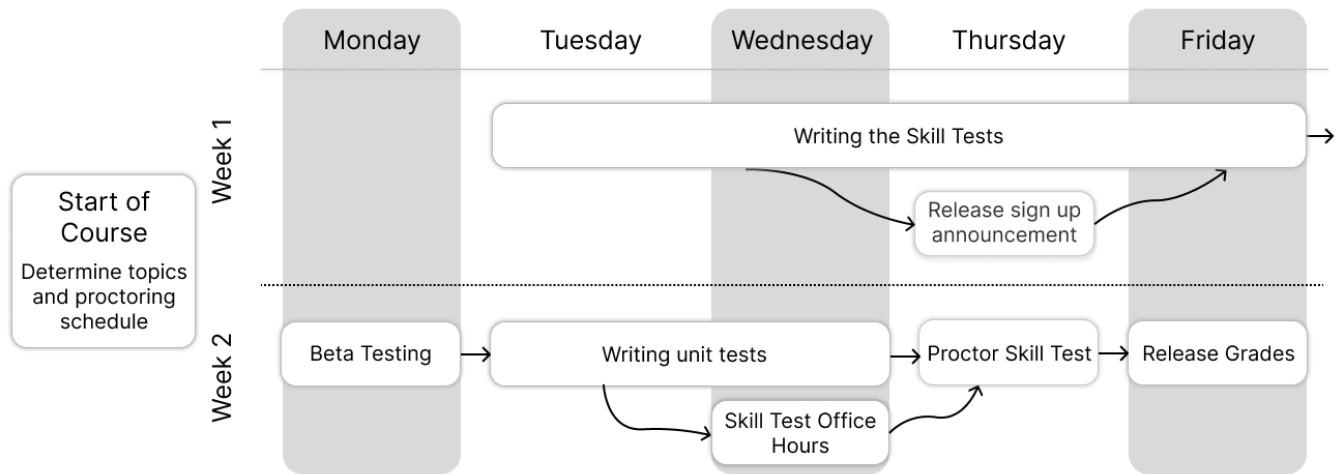 Monday
Tuesday
Wednesday
Thursday
Friday
Start of
Course
Determine topics
and proctoring
schedule
Week 1
Writing the Skill Tests
Release sign up
announcement
Week 2
Beta Testing
Writing unit tests
Proctor Skill Test
Release Grades
Skill Test Office
Hours